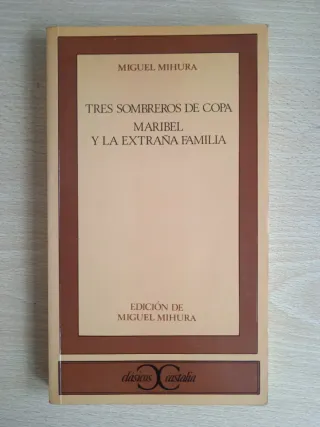 MIGUEL MIHURA
TRES SOMBREROS DE COPA
MARIBEL
Y LA EXTRAÑA FAMILIA
EDICIÓN DE
MIGUEL MIHURA
clásicos castalia